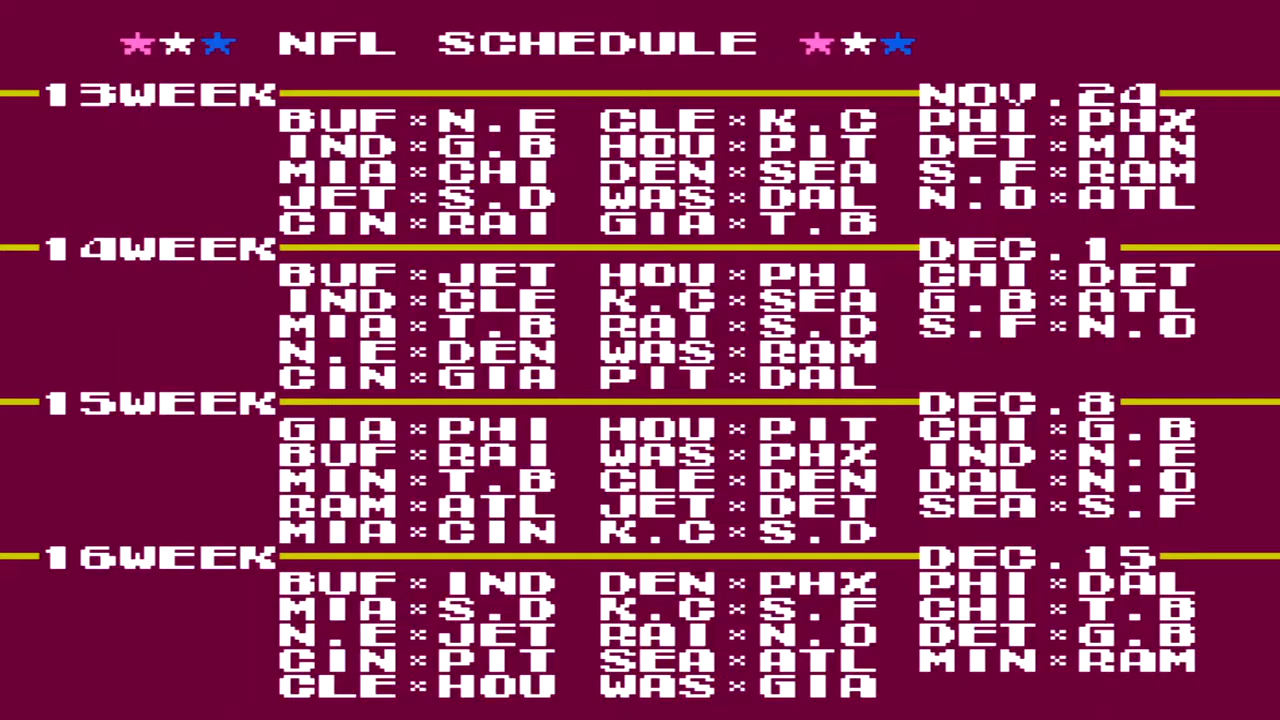 NFL SCHEDULE
13WEEK NOV.24
BUF×N.E CLE×K.C PHI×PHX
IND×G.B HOU×PIT DET×MIN
MIA×CHI DEN×SEA S.F×RAM
JET×S.D WAS×DAL N.O×ATL
CIN×RAI GIA×T.B
14WEEK DEC.1
BUF×JET HOU×PHI CHI×DET
IND×CLE K.C×SEA G.B×ATL
MIA×T.B RAI×S.D S.F×N.O
N.E×DEN WAS×RAM
CIN×GIA PIT×DAL
15WEEK DEC.8
GIA×PHI HOU×PIT CHI×G.B
BUF×RAI WAS×PHX IND×N.E
MIN×T.B CLE×DEN DAL×N.O
RAM×ATL JET×DET SEA×S.F
MIA×CIN K.C×S.D
16WEEK DEC.15
BUF×IND DEN×PHX PHI×DAL
MIA×S.D K.C×S.F CHI×T.B
N.E×JET RAI×N.O DET×G.B
CIN×PIT SEA×ATL MIN×RAM
CLE×HOU WAS×GIA